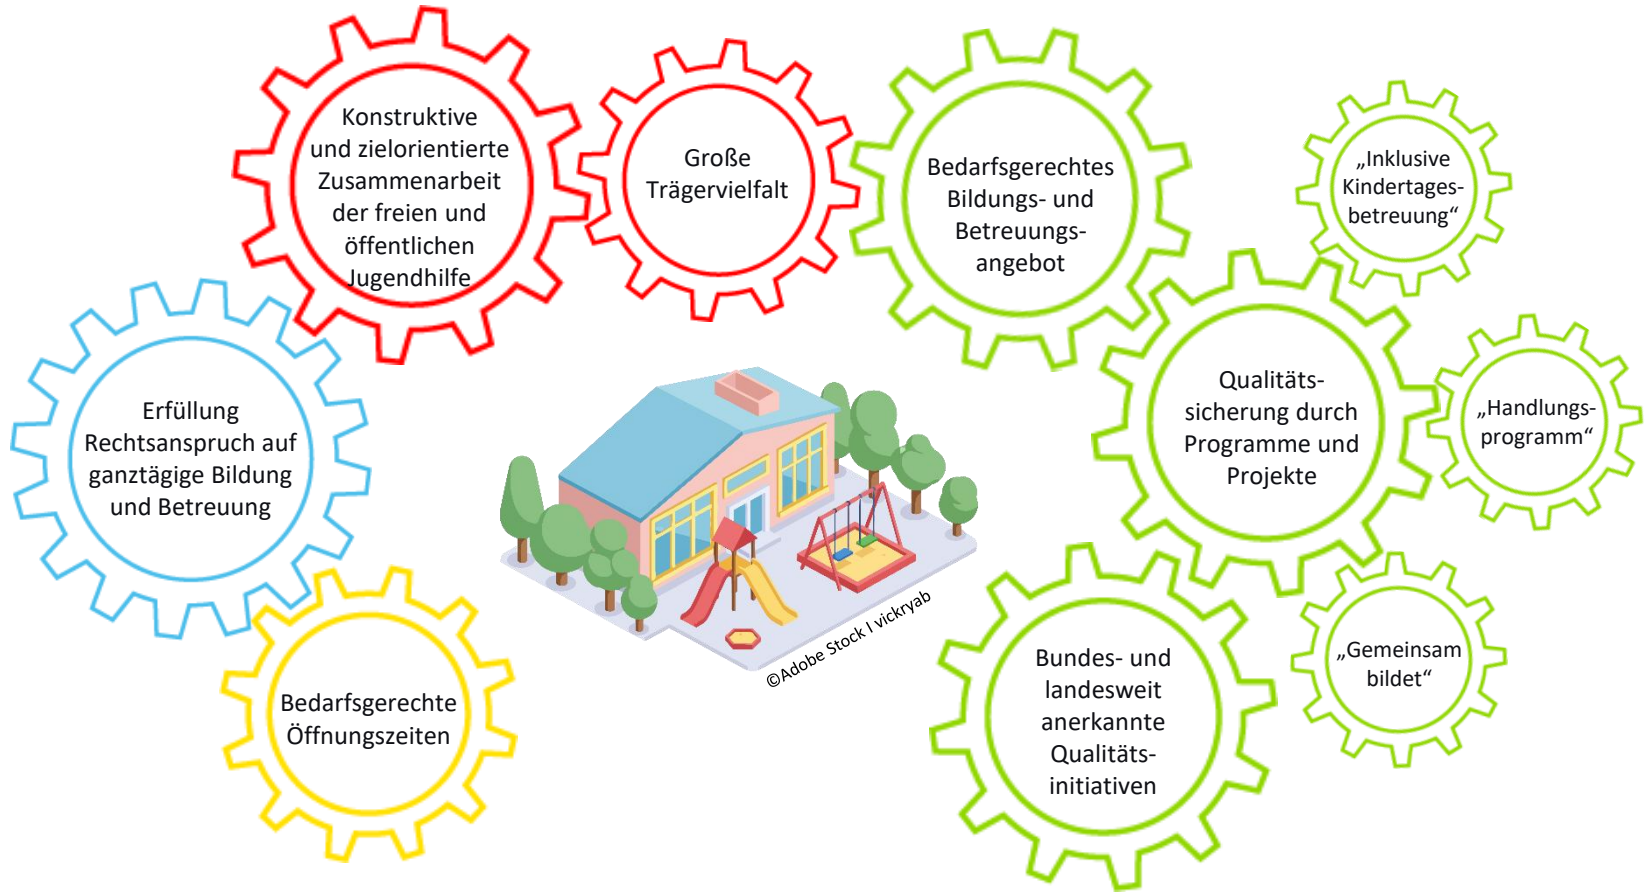 Konstruktive
und zielorientierte
Zusammenarbeit
der freien und
öffentlichen
Jugendhilfe
Große
Trägervielfalt
Bedarfsgerechtes
Bildungs- und
Betreuungs-
angebot
„Inklusive
Kindertages-
betreuung“
Erfüllung
Rechtsanspruch auf
ganztägige Bildung
und Betreuung
Qualitäts-
sicherung durch
Programme und
Projekte
„Handlungs-
programm“
Bedarfsgerechte
Öffnungszeiten
©Adobe Stock I vickryab
Bundes- und
landesweit
anerkannte
Qualitäts-
initiativen
„Gemeinsam
bildet“